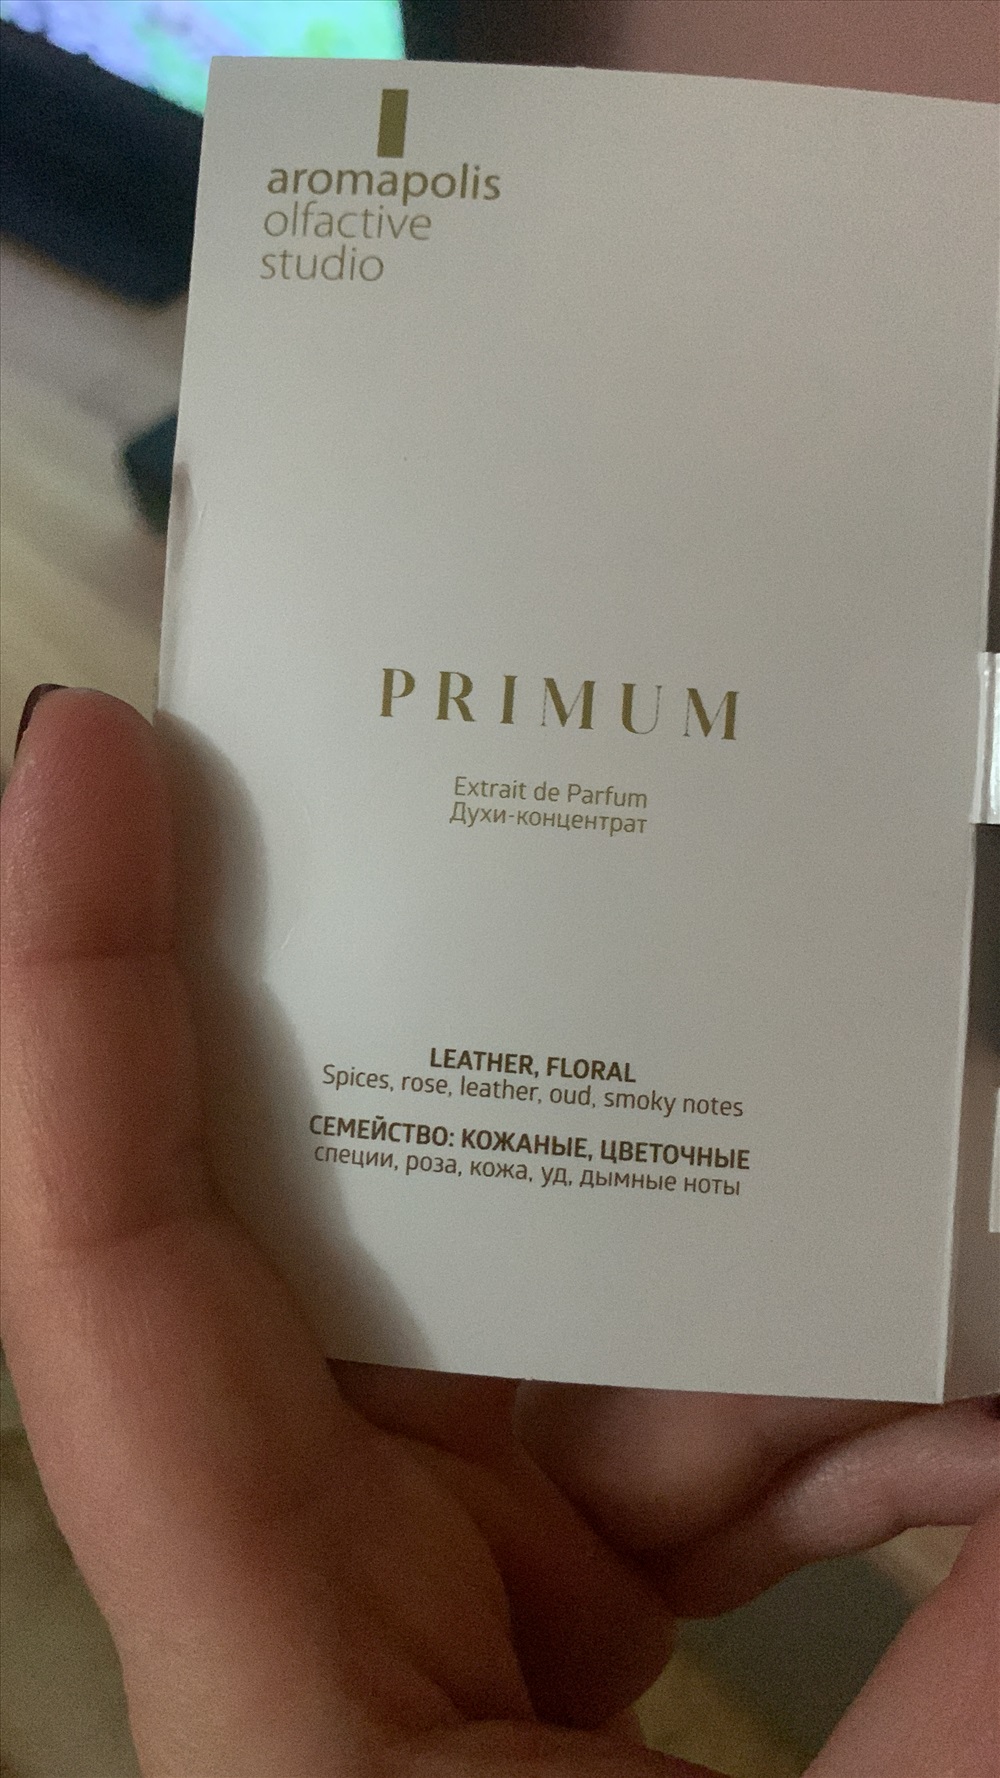 aromapolis
olfactive
studio
PRIMUM
Extrait de Parfum
Духи-концентрат
LEATHER, FLORAL
Spices, rose, leather, oud, smoky notes
СЕМЕЙСТВО: КОЖАНЫЕ, ЦВЕТОЧНЫЕ
специи, роза, кожа, уд, дымные ноты